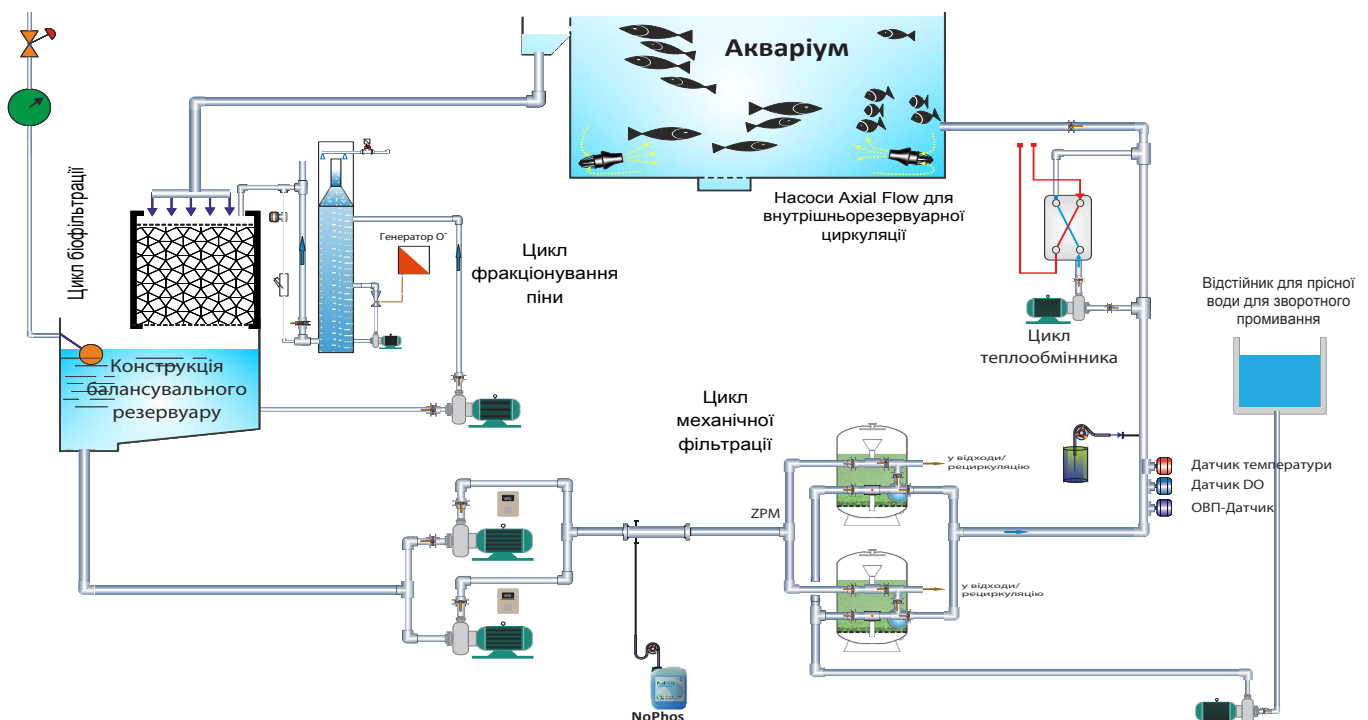 Акваріум
Насоси Axial Flow для
внутрішньорезервуарної
циркуляції
Цикл біофільтрації
Генератор O⁻
Цикл
фракціонування
піни
Конструкція
балансувального
резервуару
Цикл
теплообмінника
Відстійник для прісної
води для зворотного
промивання
Цикл
механічної
фільтрації
у відходи/
рециркуляцію
Датчик температури
Датчик DO
ОВП-Датчик
ZPM
у відходи/
рециркуляцію
NoPhos